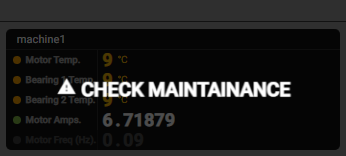 machine1
Motor Temp. 9 °C
Bearing 1 Temp. 9 °C
⚠ CHECK MAINTAINANCE
Bearing 2 Temp. 9 °C
Motor Amps. 6.71879
Motor Freq (Hz). 0.09